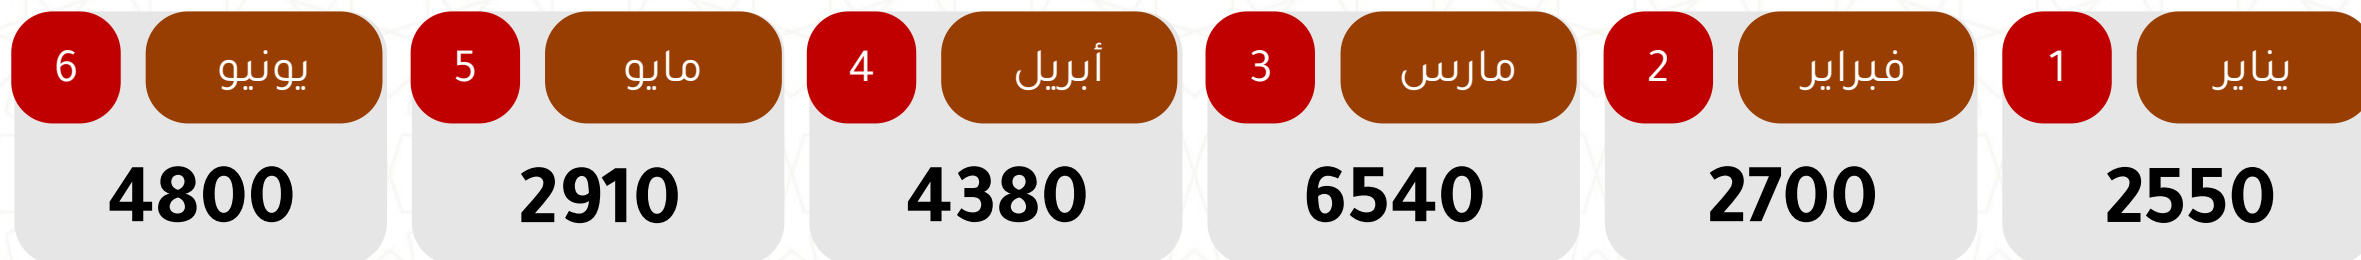 يناير 1 فبراير 2 مارس 3 أبريل 4 مايو 5 يونيو 6
2550 2700 6540 4380 2910 4800